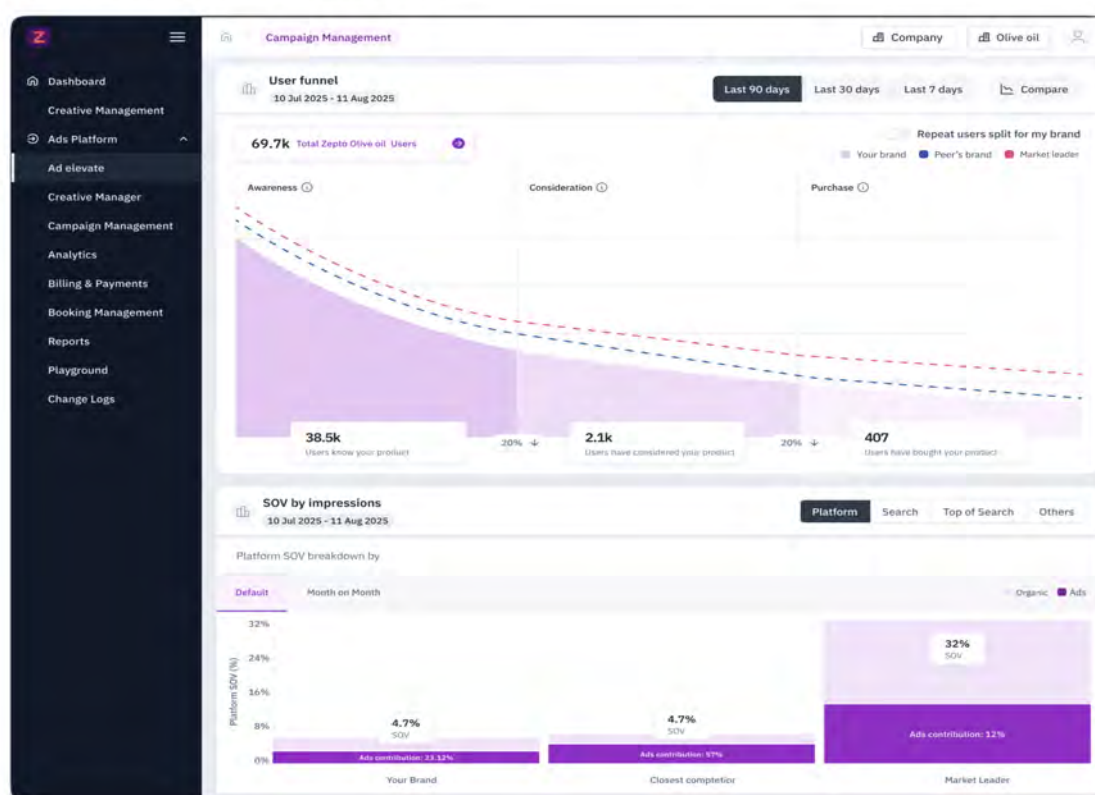 Z
Campaign Management
Company
Olive oil
Dashboard
Creative Management
Ads Platform
Ad elevate
Creative Manager
Campaign Management
Analytics
Billing & Payments
Booking Management
Reports
Playground
Change Logs
User funnel
10 Jul 2025 - 11 Aug 2025
Last 90 days
Last 30 days
Last 7 days
Compare
69.7k Total Zepto Olive oil Users
Repeat users split for my brand
Your brand
Peer's brand
Market leader
Awareness
Consideration
Purchase
38.5k
Users know your product
20%
2.1k
Users have considered your product
20%
407
Users have bought your product
SOV by impressions
10 Jul 2025 - 11 Aug 2025
Platform
Search
Top of Search
Others
Platform SOV breakdown by
Default
Month on Month
Organic
Ads
Platform SOV (%)
32%
24%
16%
8%
0%
4.7%
SOV
Ads contribution: 23.12%
4.7%
SOV
Ads contribution: 57%
32%
SOV
Ads contribution: 12%
Your Brand
Closest comptetior
Market Leader